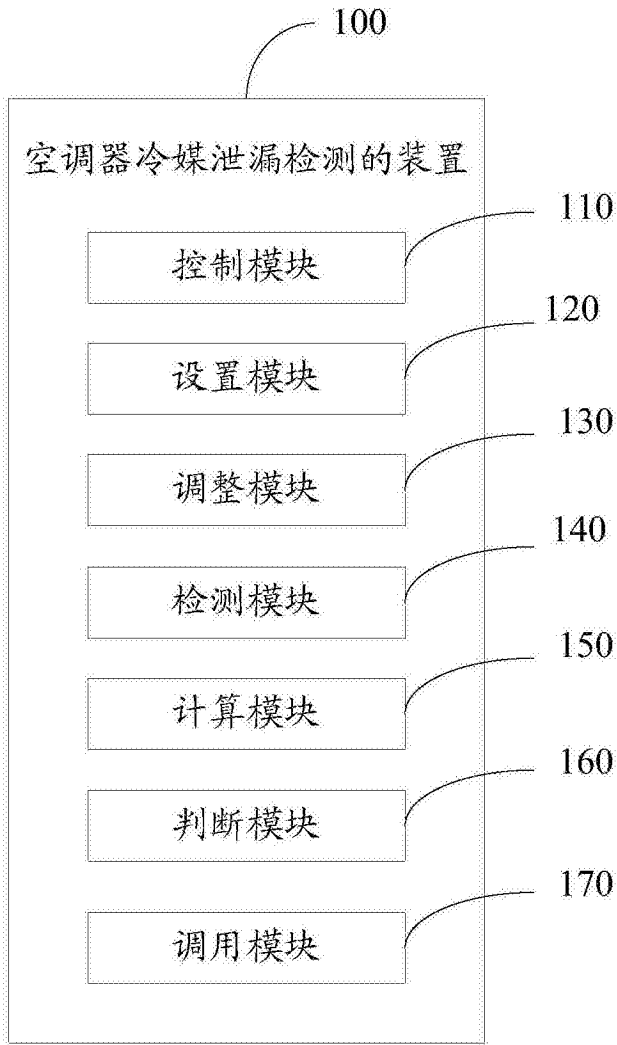 100
空调器冷媒泄漏检测的装置
110
控制模块
120
设置模块
130
调整模块
140
检测模块
150
计算模块
160
判断模块
170
调用模块